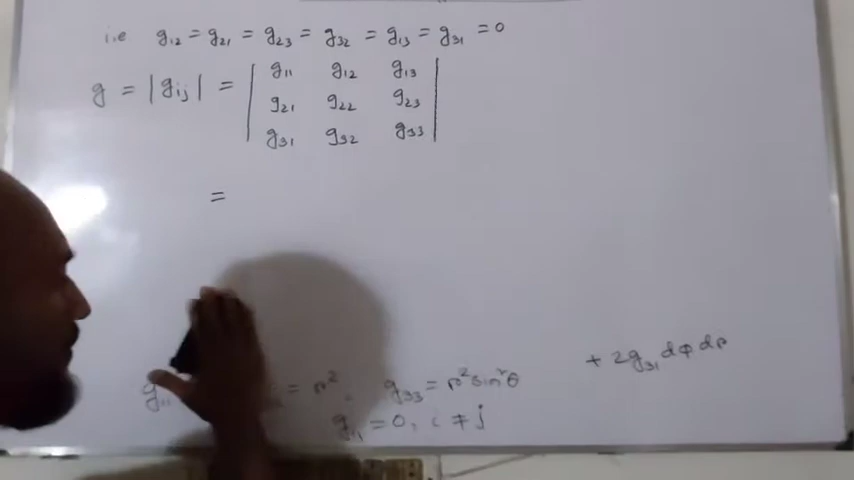 i.e g₁₂ = g₂₁ = g₂₃ = g₃₂ = g₁₃ = g₃₁ = 0
g = |gᵢⱼ| = | g₁₁ g₁₂ g₁₃ |
| g₂₁ g₂₂ g₂₃ |
| g₃₁ g₃₂ g₃₃ |
=
+ 2g₃₁ dφ dr
g₁₁ = r² , g₃₃ = r² sin²θ
= 0, i ≠ j